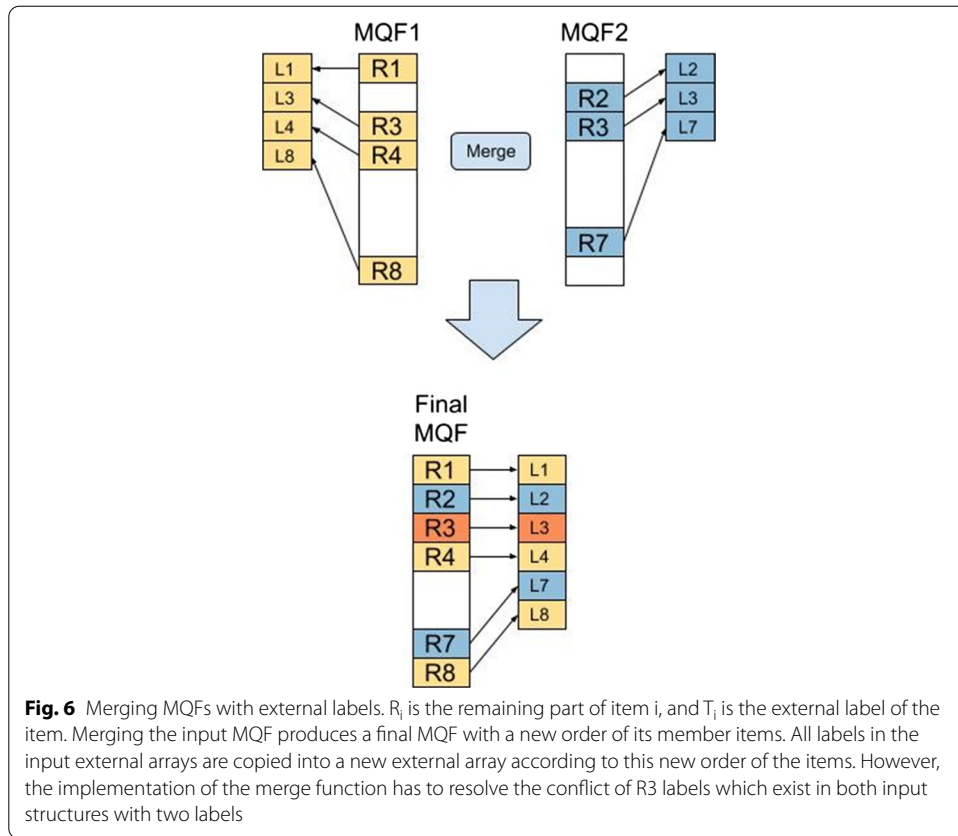 MQF1 MQF2
L1 R1 L2
L3 R2 L3
L4 R3 R3 L7
L8 R4
Merge
R7
R8
Final
MQF
R1 L1
R2 L2
R3 L3
R4 L4
L7
L8
R7
R8
Fig. 6 Merging MQFs with external labels. Ri is the remaining part of item i, and Ti is the external label of the
item. Merging the input MQF produces a final MQF with a new order of its member items. All labels in the
input external arrays are copied into a new external array according to this new order of the items. However,
the implementation of the merge function has to resolve the conflict of R3 labels which exist in both input
structures with two labels